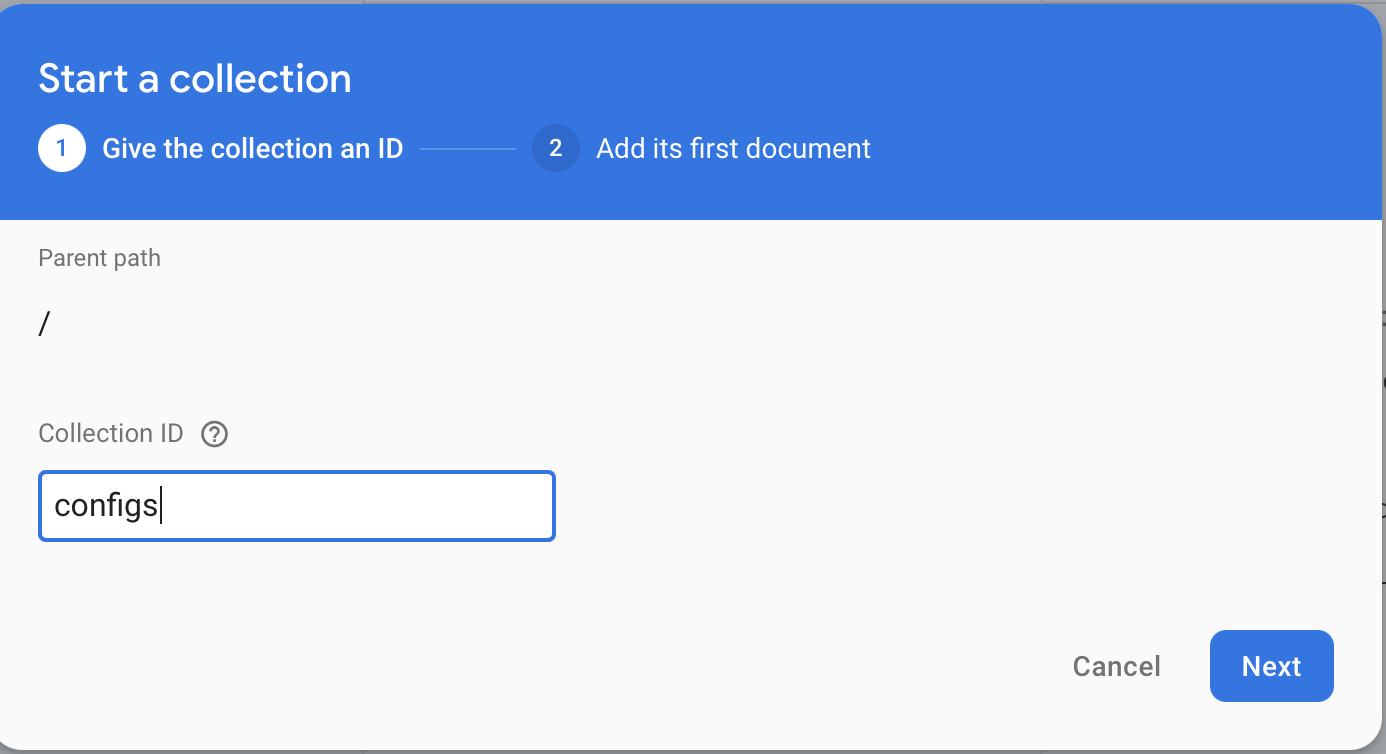 Start a collection
1 Give the collection an ID 2 Add its first document
Parent path
/
Collection ID ?
configs
Cancel Next